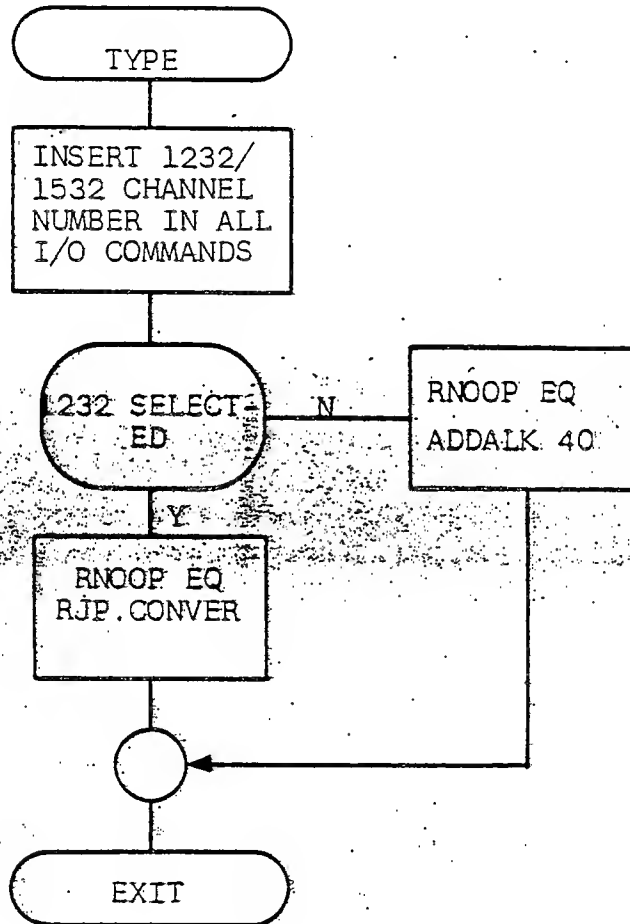 TYPE
INSERT 1232/
1532 CHANNEL
NUMBER IN ALL
I/O COMMANDS
1232 SELECT
ED
N
RNOOP EQ
ADDALK 40
Y
RNOOP EQ
RJP.CONVER
EXIT